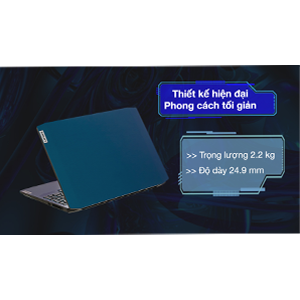 Thiết kế hiện đại
Phong cách tối giản
>> Trọng lượng 2.2 kg
>> Độ dày 24.9 mm